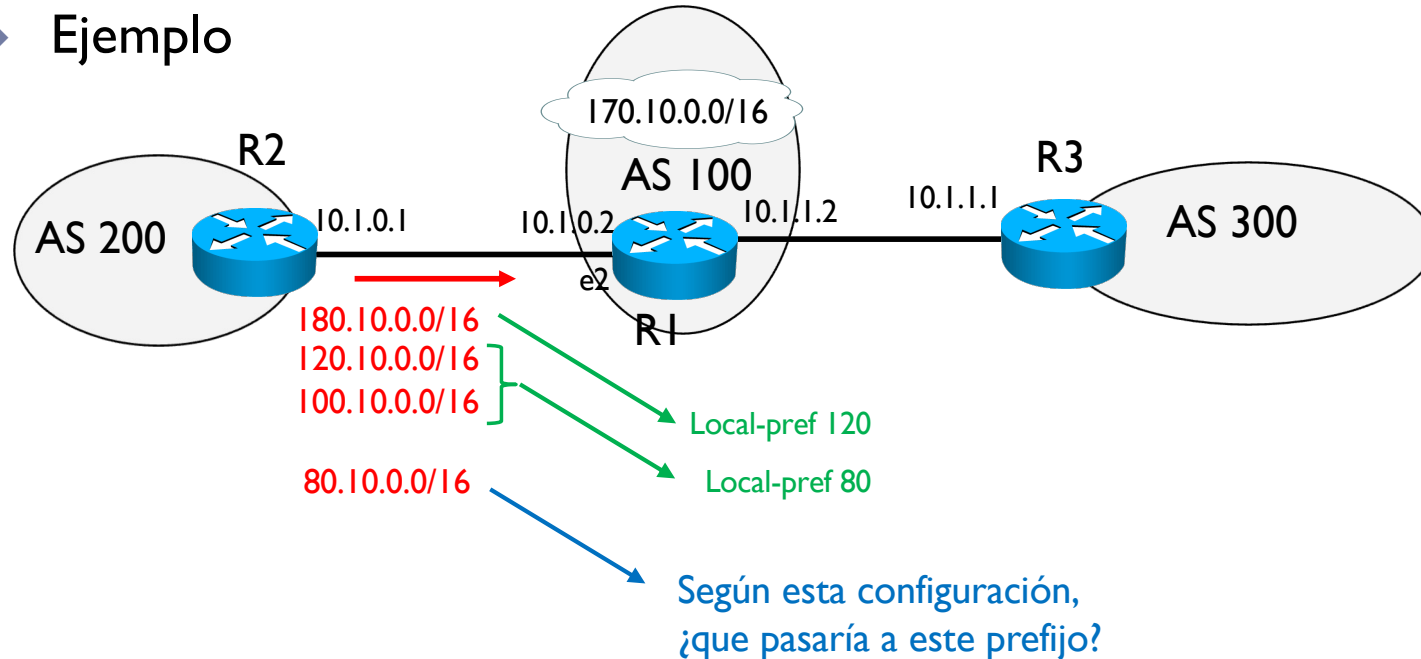 Ejemplo
170.10.0.0/16
R2
AS 100
R3
AS 200
10.1.0.1
10.1.0.2
10.1.1.2
10.1.1.1
AS 300
e2
R1
180.10.0.0/16
120.10.0.0/16
100.10.0.0/16
Local-pref 120
80.10.0.0/16
Local-pref 80
Según esta configuración,
¿que pasaría a este prefijo?